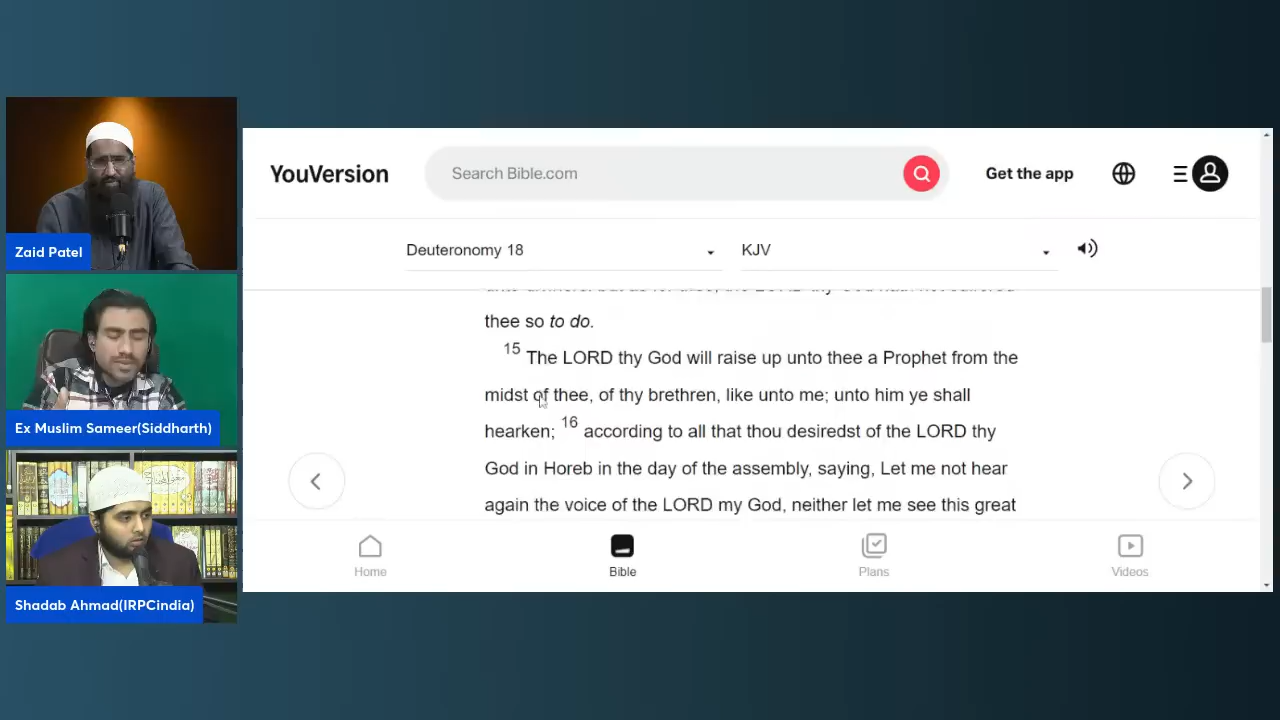 Zaid Patel
Ex Muslim Sameer(Siddharth)
Shadab Ahmad(IRPCindia)
YouVersion
Search Bible.com
Get the app
Deuteronomy 18
KJV
thee so to do.
15 The LORD thy God will raise up unto thee a Prophet from the
midst of thee, of thy brethren, like unto me; unto him ye shall
hearken; 16 according to all that thou desiredst of the LORD thy
God in Horeb in the day of the assembly, saying, Let me not hear
again the voice of the LORD my God, neither let me see this great
Home
Bible
Plans
Videos